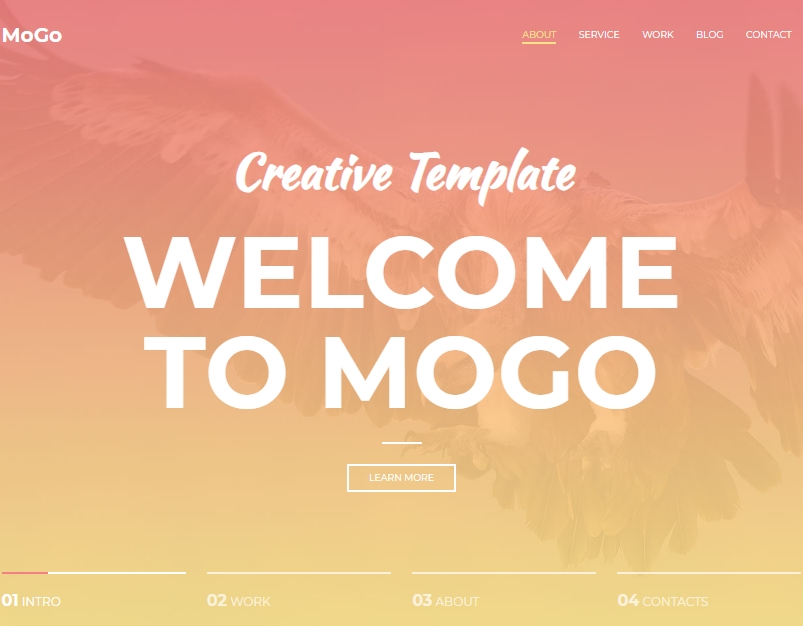 MoGo
ABOUT SERVICE WORK BLOG CONTACT
Creative Template
WELCOME
TO MOGO
LEARN MORE
01 INTRO 02 WORK 03 ABOUT 04 CONTACTS